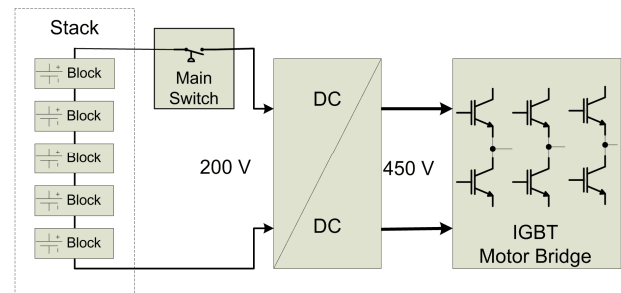 Stack
Block
Block
Block
Block
Block
Main
Switch
200 V
DC
DC
450 V
IGBT
Motor Bridge